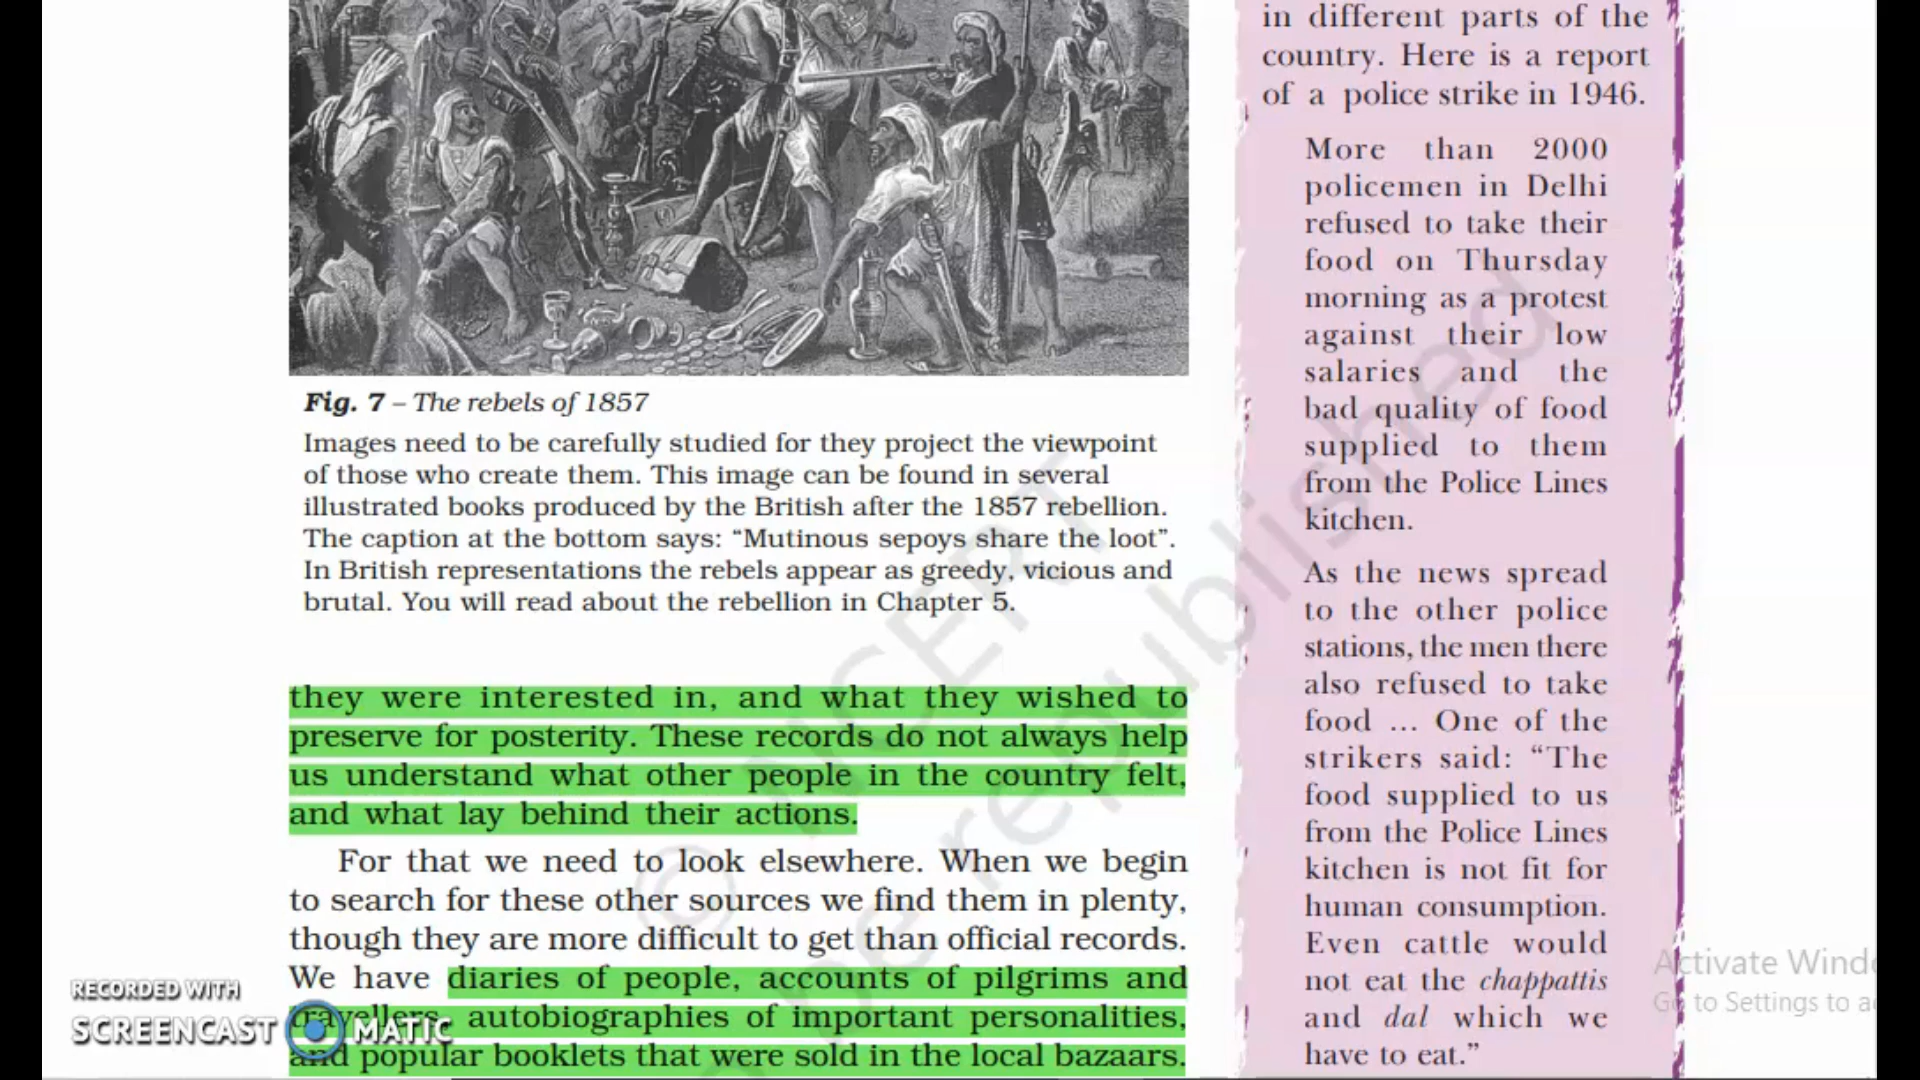 Fig. 7 – The rebels of 1857
Images need to be carefully studied for they project the viewpoint
of those who create them. This image can be found in several
illustrated books produced by the British after the 1857 rebellion.
The caption at the bottom says: “Mutinous sepoys share the loot”.
In British representations the rebels appear as greedy, vicious and
brutal. You will read about the rebellion in Chapter 5.
they were interested in, and what they wished to
preserve for posterity. These records do not always help
us understand what other people in the country felt,
and what lay behind their actions.
For that we need to look elsewhere. When we begin
to search for these other sources we find them in plenty,
though they are more difficult to get than official records.
We have diaries of people, accounts of pilgrims and
travellers, autobiographies of important personalities,
and popular booklets that were sold in the local bazaars.
in different parts of the
country. Here is a report
of a police strike in 1946.
More than 2000
policemen in Delhi
refused to take their
food on Thursday
morning as a protest
against their low
salaries and the
bad quality of food
supplied to them
from the Police Lines
kitchen.
As the news spread
to the other police
stations, the men there
also refused to take
food ... One of the
strikers said: “The
food supplied to us
from the Police Lines
kitchen is not fit for
human consumption.
Even cattle would
not eat the chappattis
and dal which we
have to eat.”
© NCERT
be republished
RECORDED WITH
SCREENCAST MATIC
Activate Windo
Go to Settings to a